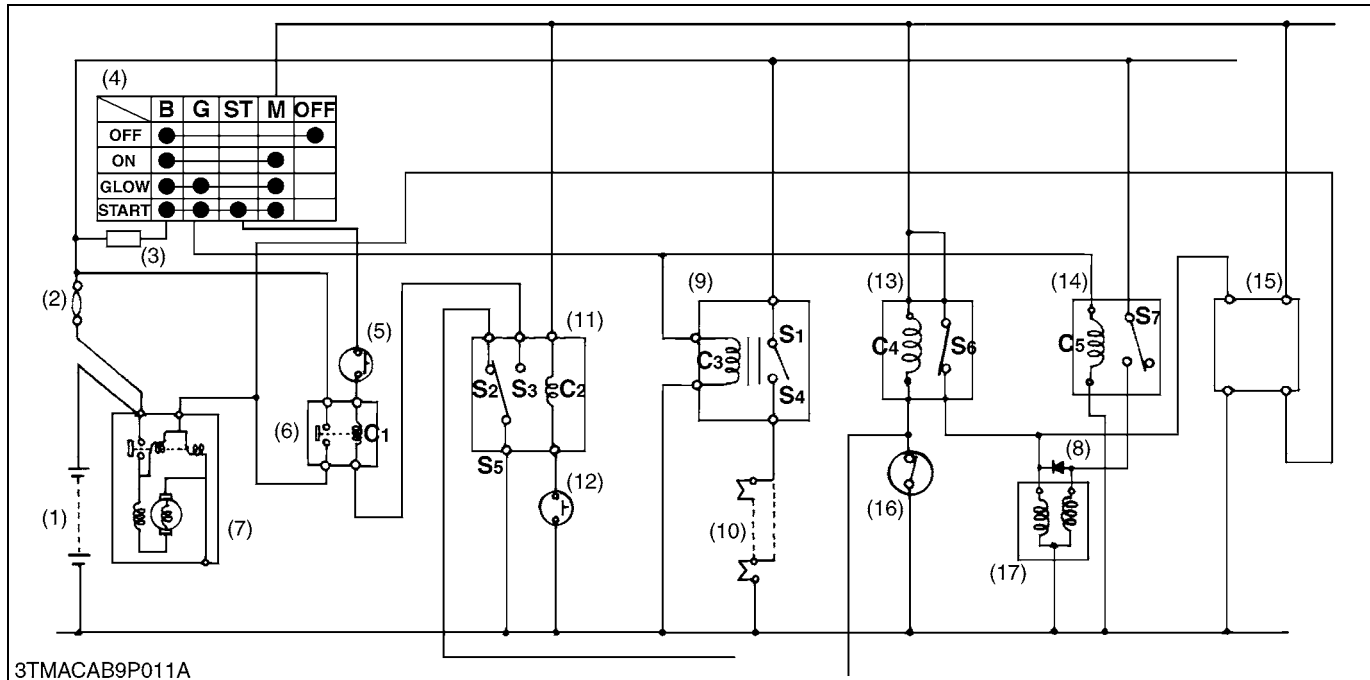 (4)
B G ST M OFF
OFF
ON
GLOW
START
(3)
(2)
(5)
(9)
(13)
(14)
(15)
S7
(11)
S1
C4
S6
C5
C3
S2
S3
C2
S4
(6)
C1
S5
(8)
(12)
(1)
(7)
(10)
(16)
(17)
3TMACAB9P011A